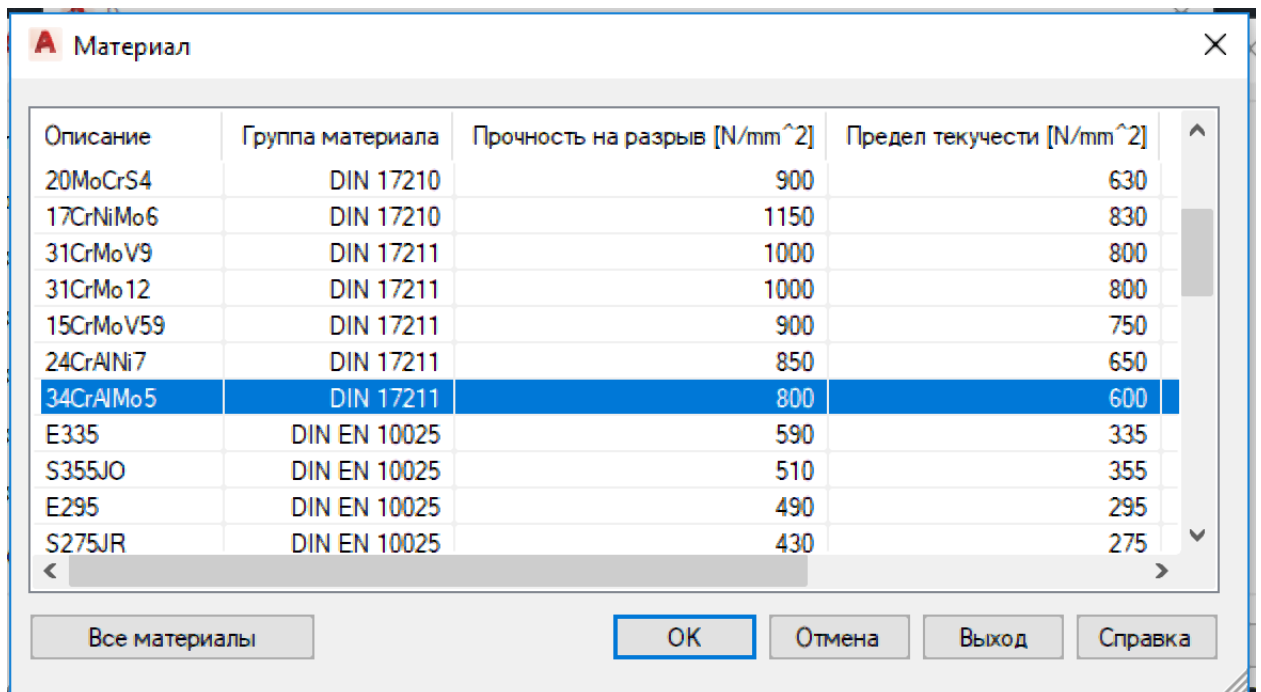 Материал
Описание Группа материала Прочность на разрыв [N/mm^2] Предел текучести [N/mm^2]
20MoCrS4 DIN 17210 900 630
17CrNiMo6 DIN 17210 1150 830
31CrMoV9 DIN 17211 1000 800
31CrMo12 DIN 17211 1000 800
15CrMoV59 DIN 17211 900 750
24CrAlNi7 DIN 17211 850 650
34CrAlMo5 DIN 17211 800 600
E335 DIN EN 10025 590 335
S355JO DIN EN 10025 510 355
E295 DIN EN 10025 490 295
S275JR DIN EN 10025 430 275
Все материалы OK Отмена Выход Справка